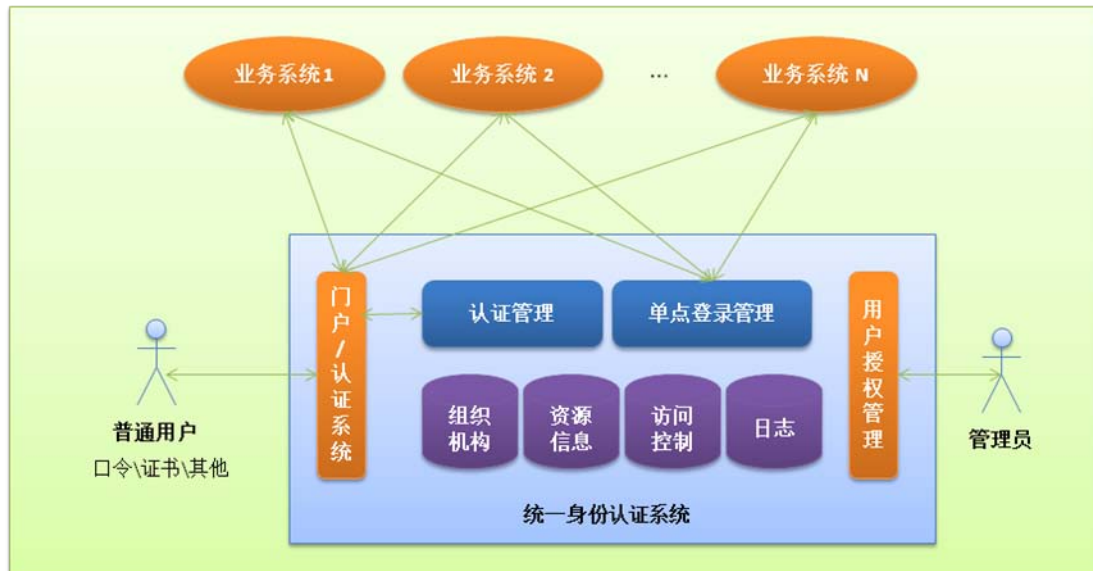 业务系统1
业务系统 2
...
业务系统 N
门户/认证系统
认证管理
单点登录管理
用户授权管理
组织
机构
资源
信息
访问
控制
日志
普通用户
口令\证书\其他
管理员
统一身份认证系统